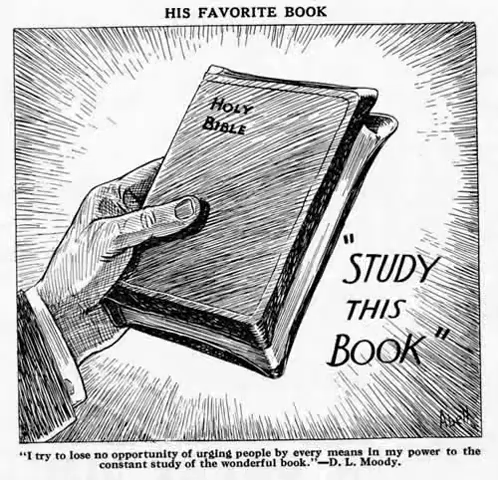 HIS FAVORITE BOOK
HOLY
BIBLE
"STUDY
THIS
BOOK"
"I try to lose no opportunity of urging people by every means in my power to the
constant study of the wonderful book."—D. L. Moody.